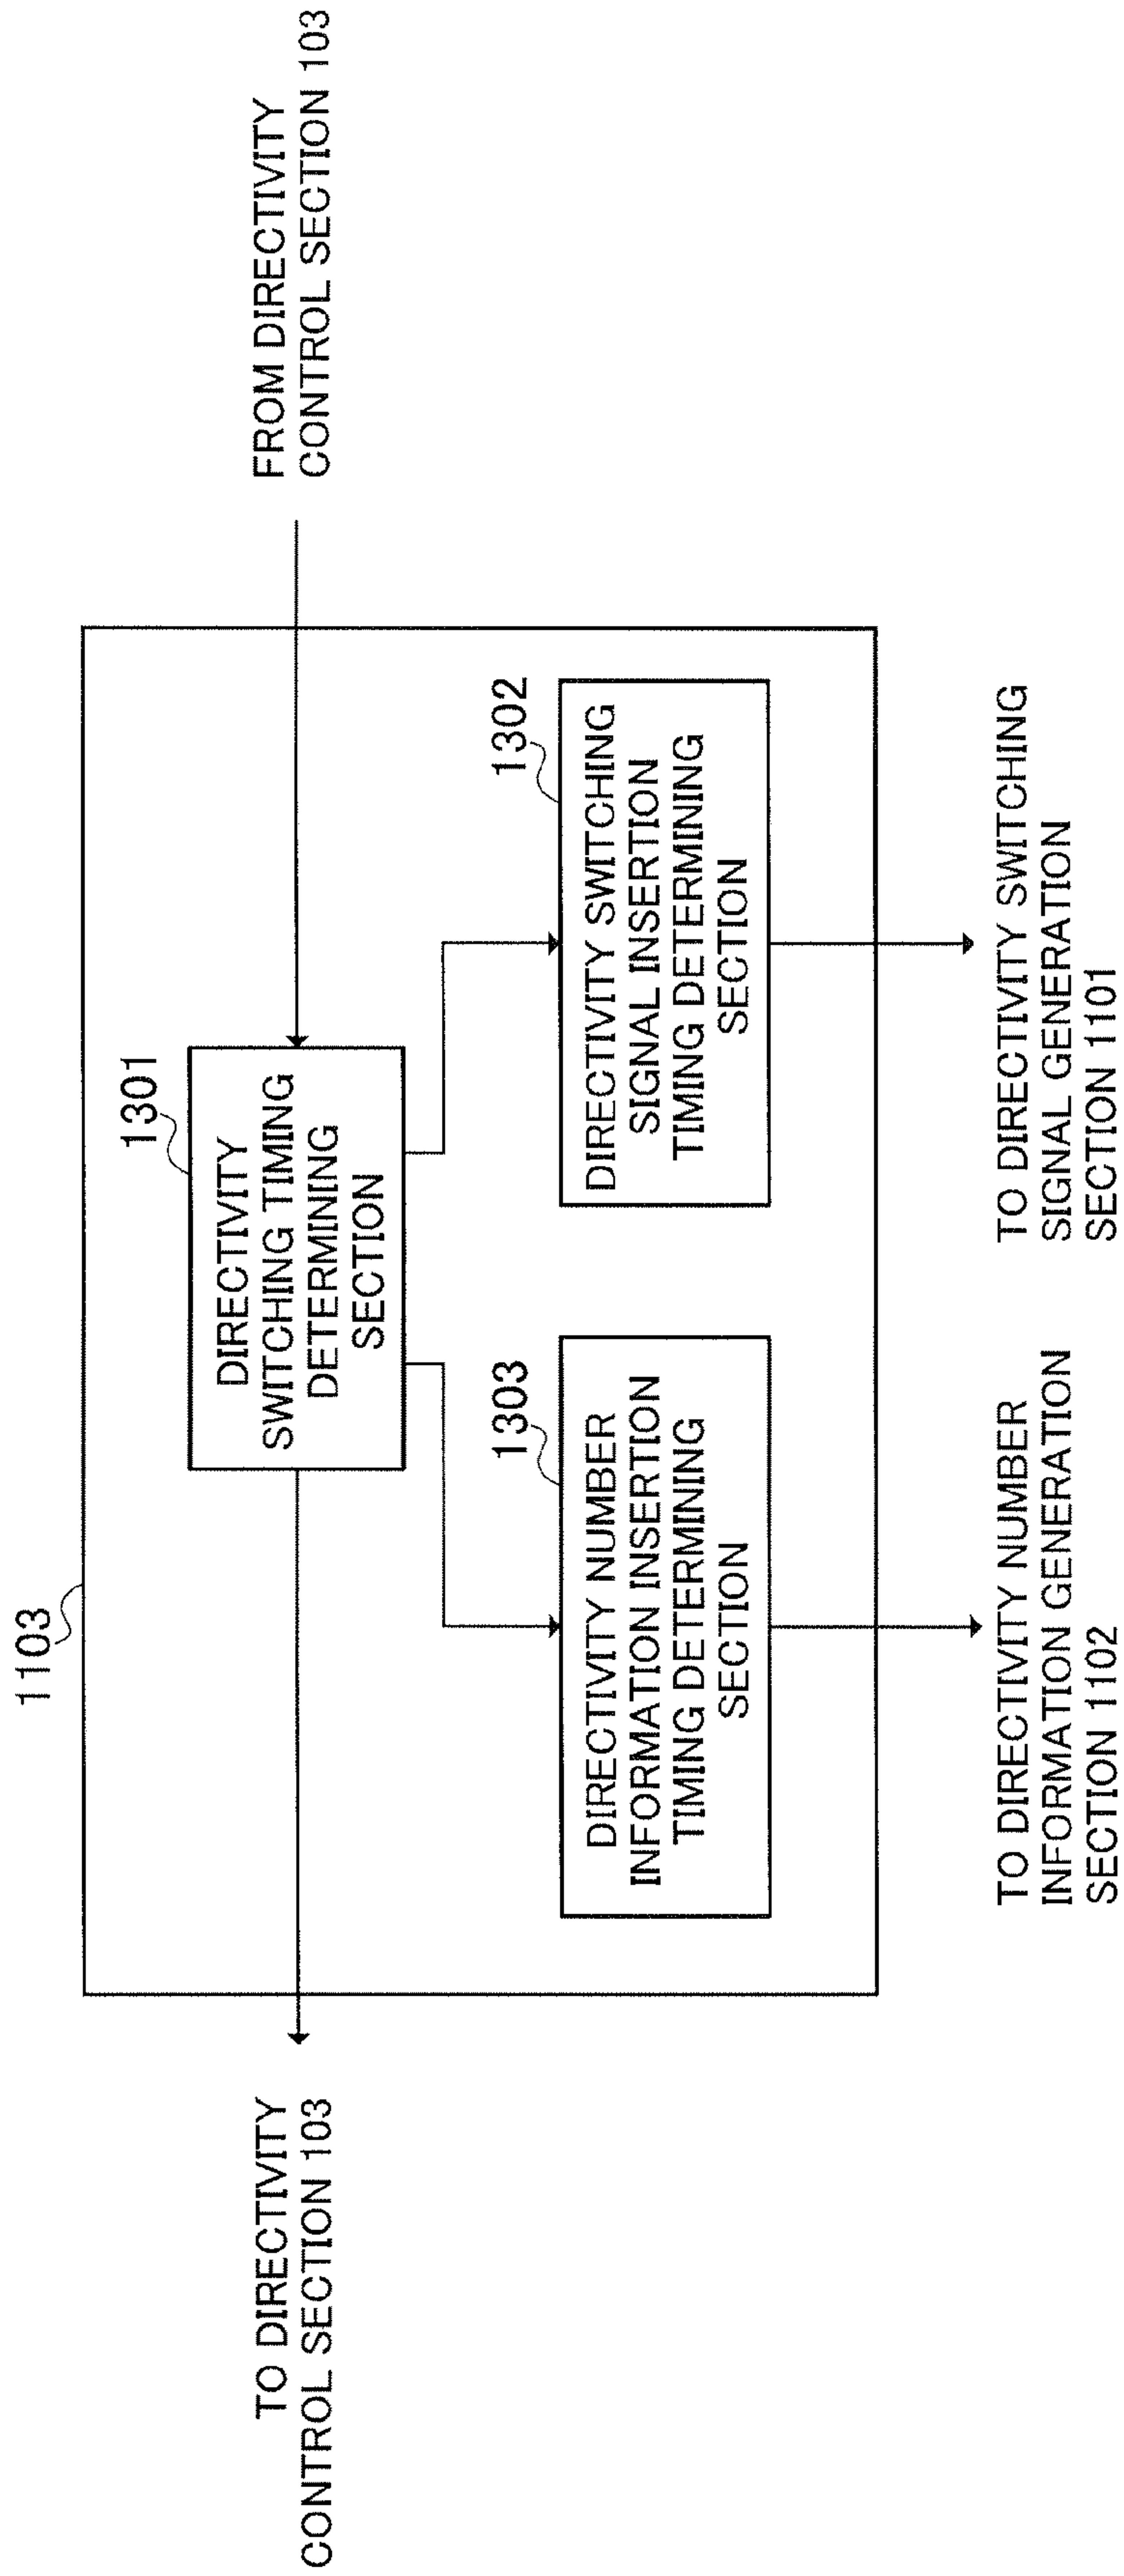 1103
1301
DIRECTIVITY
SWITCHING TIMING
DETERMINING
SECTION
TO DIRECTIVITY
CONTROL SECTION 103
FROM DIRECTIVITY
CONTROL SECTION 103
1303
DIRECTIVITY NUMBER
INFORMATION INSERTION
TIMING DETERMINING
SECTION
1302
DIRECTIVITY SWITCHING
SIGNAL INSERTION
TIMING DETERMINING
SECTION
TO DIRECTIVITY NUMBER
INFORMATION GENERATION
SECTION 1102
TO DIRECTIVITY SWITCHING
SIGNAL GENERATION
SECTION 1101